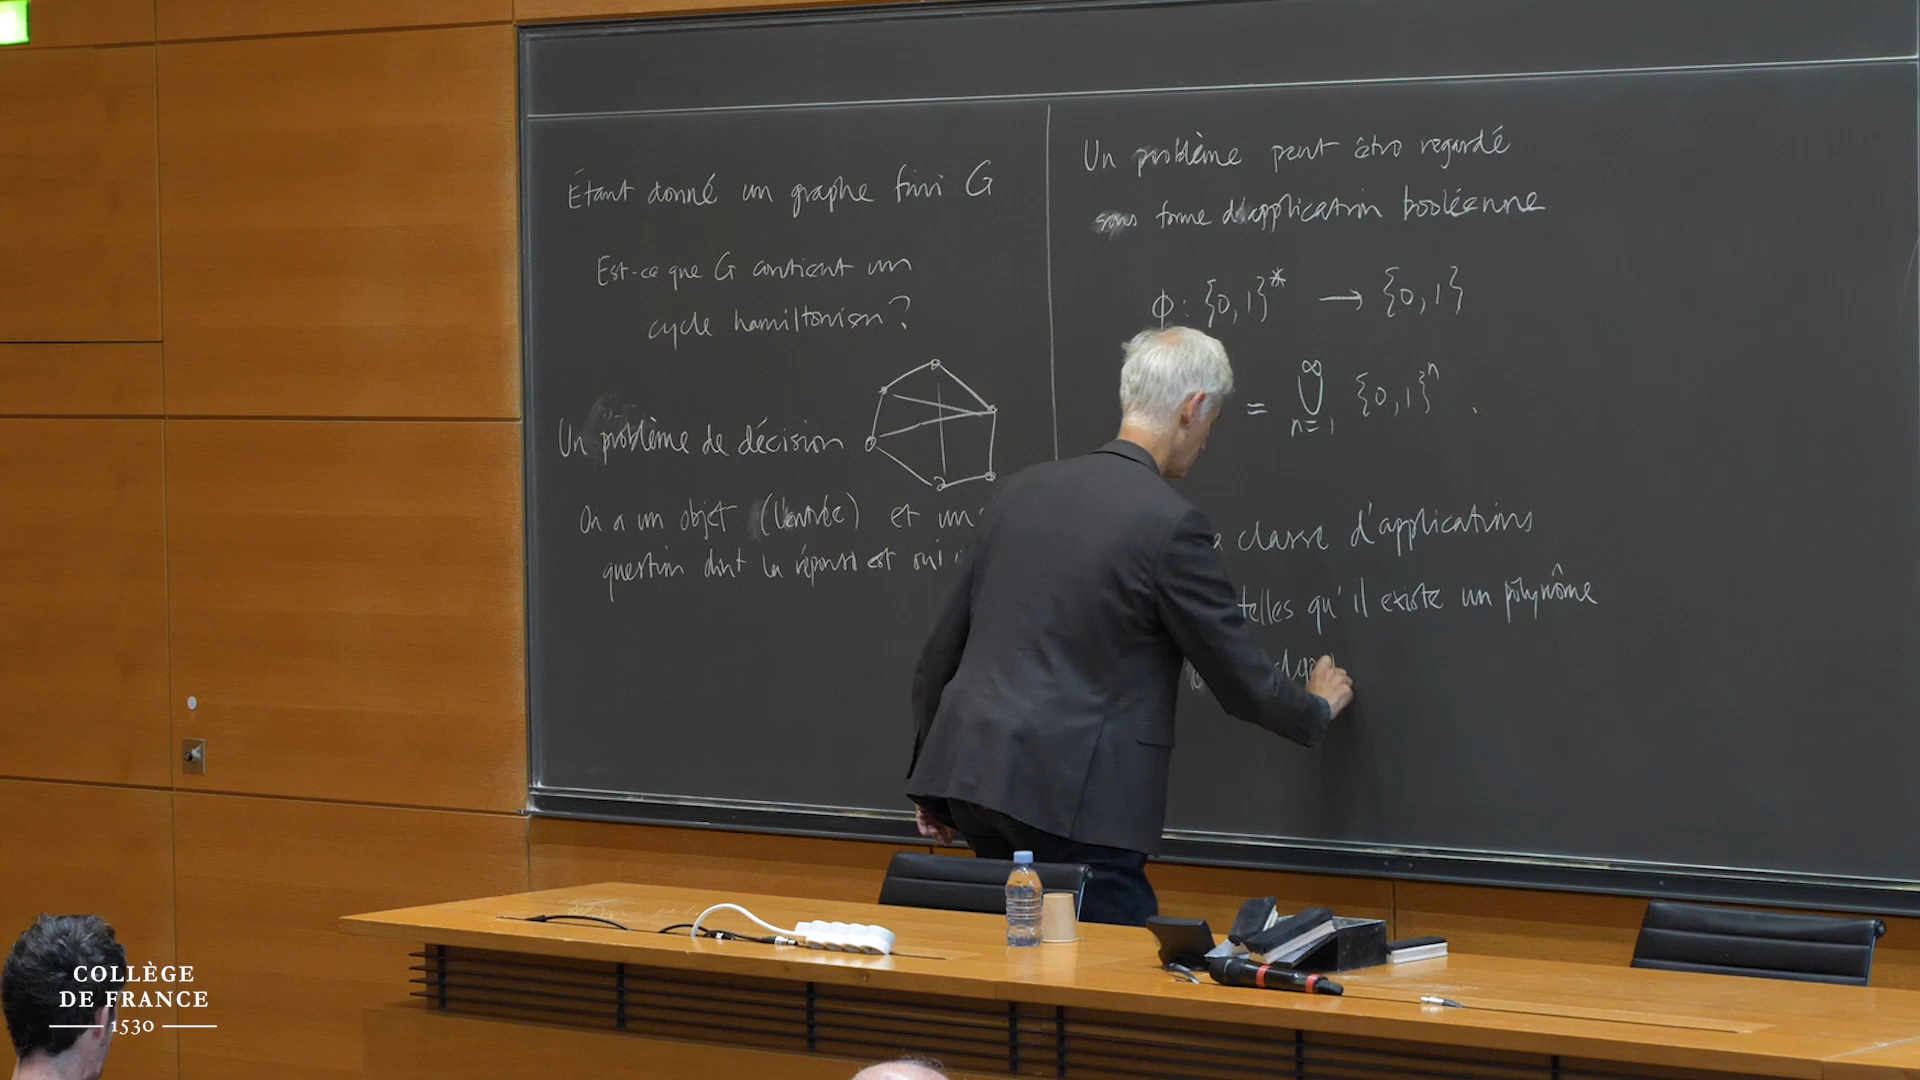 Étant donné un graphe fini G
Est-ce que G contient un
cycle hamiltonien ?
Un problème de décision
On a un objet (l'entrée) et un
question dont la réponse est oui
Un problème peut être regardé
sous forme d'application booléenne
ϕ : {0,1}* → {0,1}
= ∞ ∪ n=1 {0,1}ⁿ .
a classe d'applications
telles qu'il existe un polynôme
COLLÈGE
DE FRANCE
1530